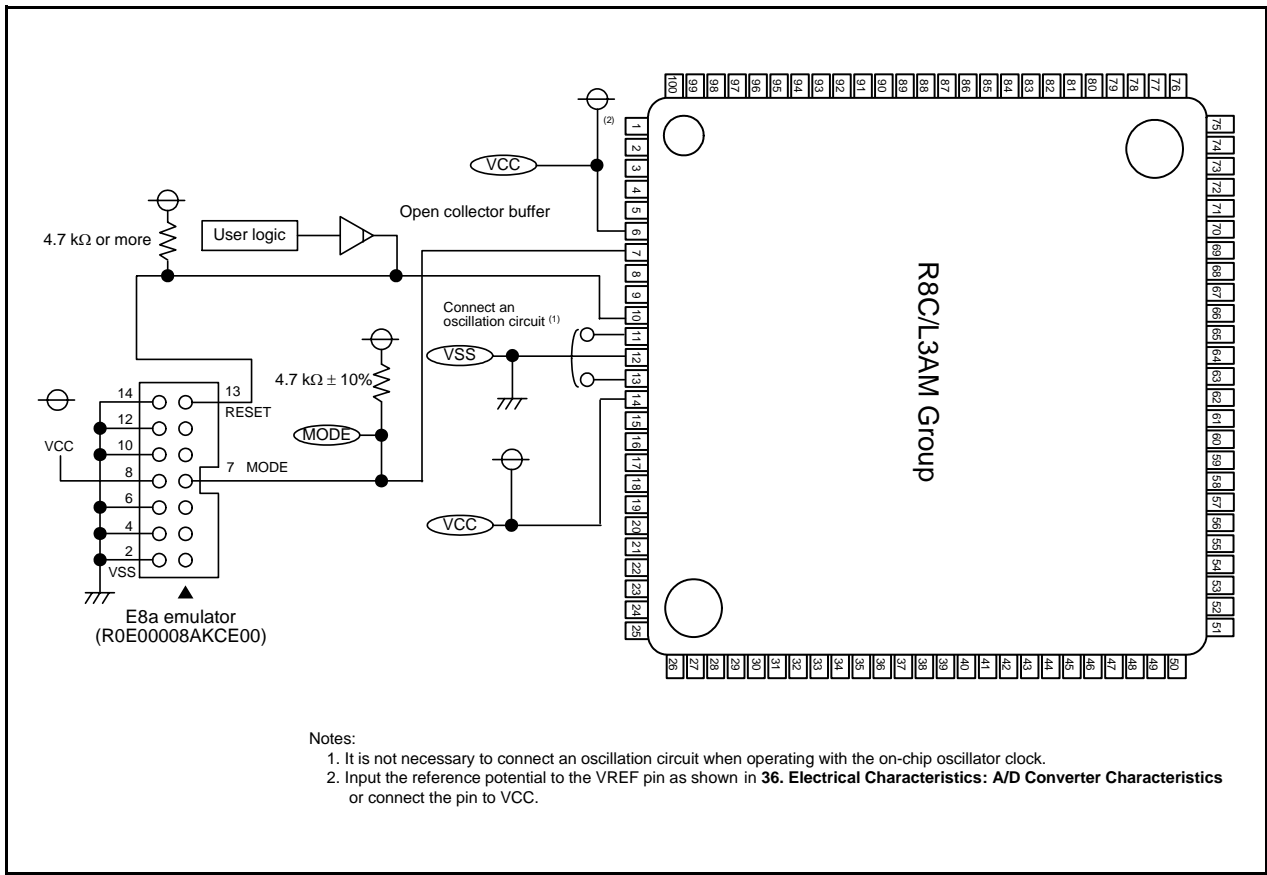 100 99 98 97 96 95 94 93 92 91 90 89 88 87 86 85 84 83 82 81 80 79 78 77 76
1
2
3
4
5
6
7
8
9
10
11
12
13
14
15
16
17
18
19
20
21
22
23
24
25
75
74
73
72
71
70
69
68
67
66
65
64
63
62
61
60
59
58
57
56
55
54
53
52
51
26 27 28 29 30 31 32 33 34 35 36 37 38 39 40 41 42 43 44 45 46 47 48 49 50
R8C/L3AM Group
(2)
VCC
Open collector buffer
User logic
4.7 kΩ or more
Connect an
oscillation circuit (1)
VSS
4.7 kΩ ± 10%
MODE
VCC
14
13
RESET
12
10
VCC
8
7 MODE
6
4
2
VSS
E8a emulator
(R0E00008AKCE00)
Notes:
1. It is not necessary to connect an oscillation circuit when operating with the on-chip oscillator clock.
2. Input the reference potential to the VREF pin as shown in 36. Electrical Characteristics: A/D Converter Characteristics
or connect the pin to VCC.